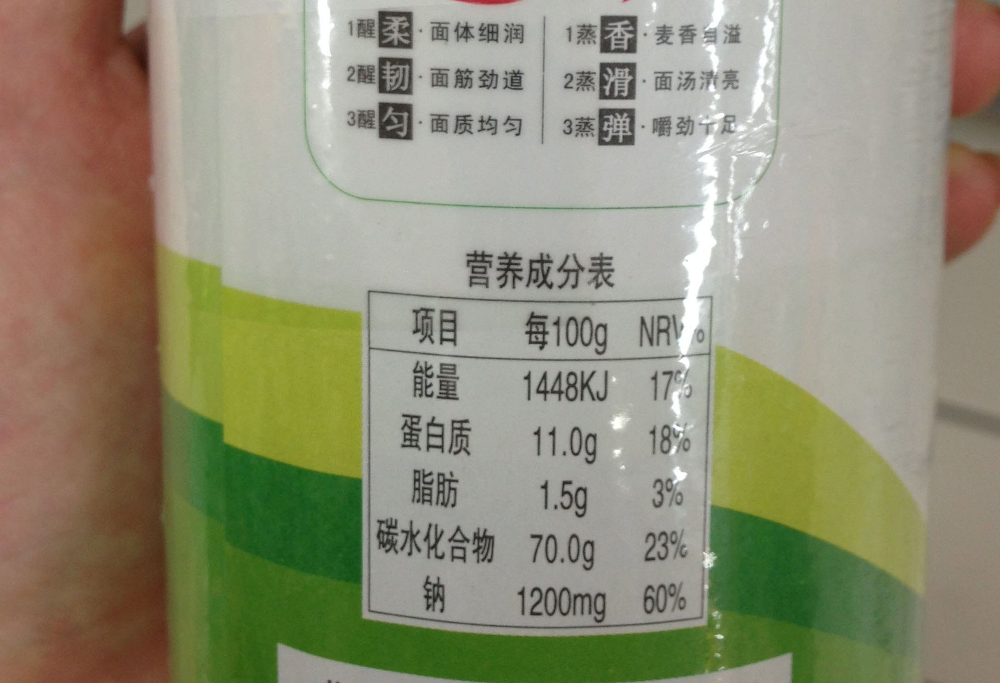 1醒柔·面体细润
2醒韧·面筋劲道
3醒匀·面质均匀
1蒸香·麦香自溢
2蒸滑·面汤清亮
3蒸弹·嚼劲十足
营养成分表
项目 每100g NRV%
能量 1448KJ 17%
蛋白质 11.0g 18%
脂肪 1.5g 3%
碳水化合物 70.0g 23%
钠 1200mg 60%